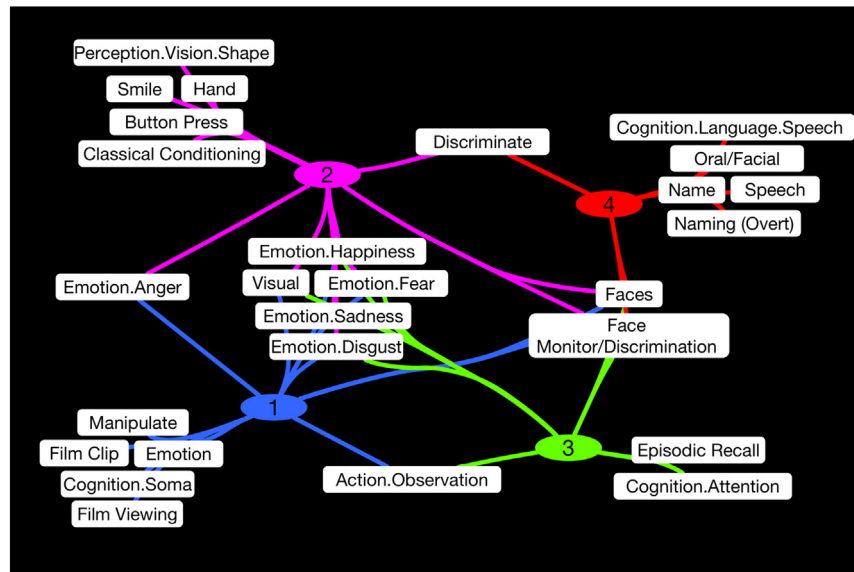 Perception.Vision.Shape
Smile
Hand
Button Press
Classical Conditioning
2
Discriminate
Cognition.Language.Speech
Oral/Facial
4
Name
Speech
Naming (Overt)
Emotion.Happiness
Emotion.Anger
Visual
Emotion.Fear
Faces
Emotion.Sadness
Face
Monitor/Discrimination
Emotion.Disgust
1
Manipulate
Film Clip
Emotion
Cognition.Soma
Film Viewing
3
Action.Observation
Episodic Recall
Cognition.Attention